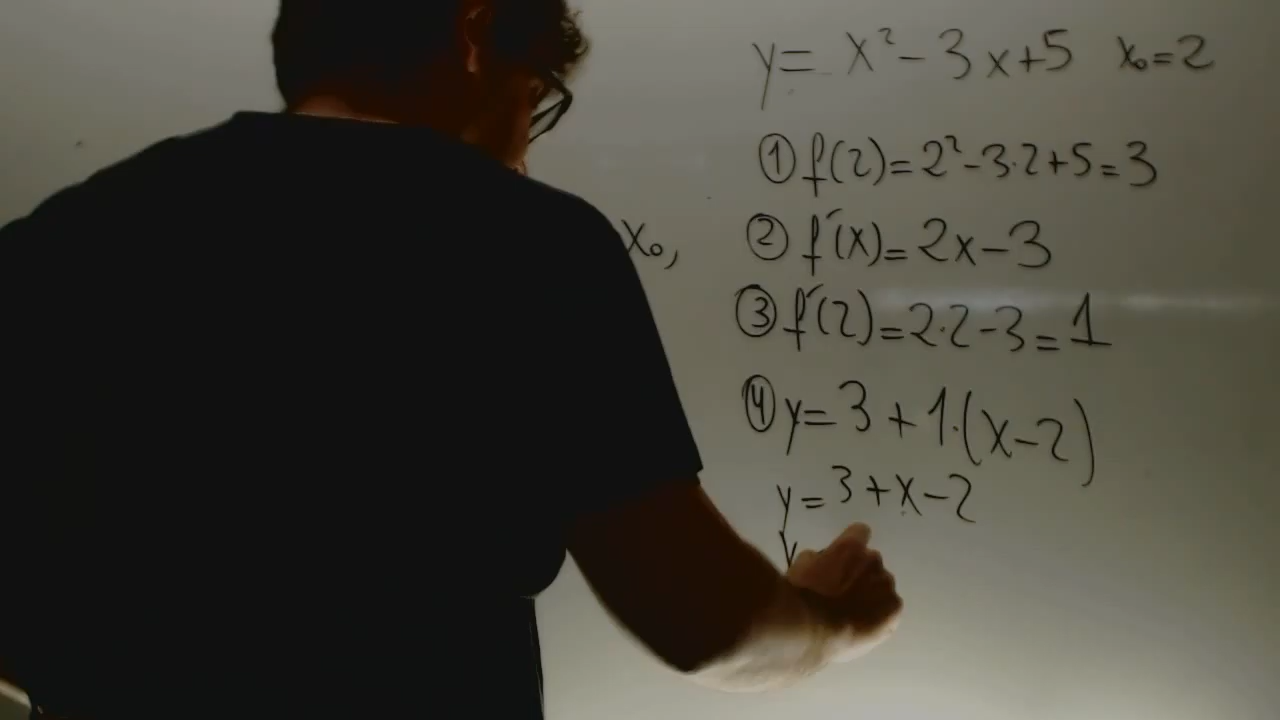 y = x² - 3x + 5 x₀ = 2
① f(2) = 2² - 3·2 + 5 = 3
x₀,
② f´(x) = 2x - 3
③ f´(2) = 2·2 - 3 = 1
④ y = 3 + 1·(x - 2)
y = 3 + x - 2
y